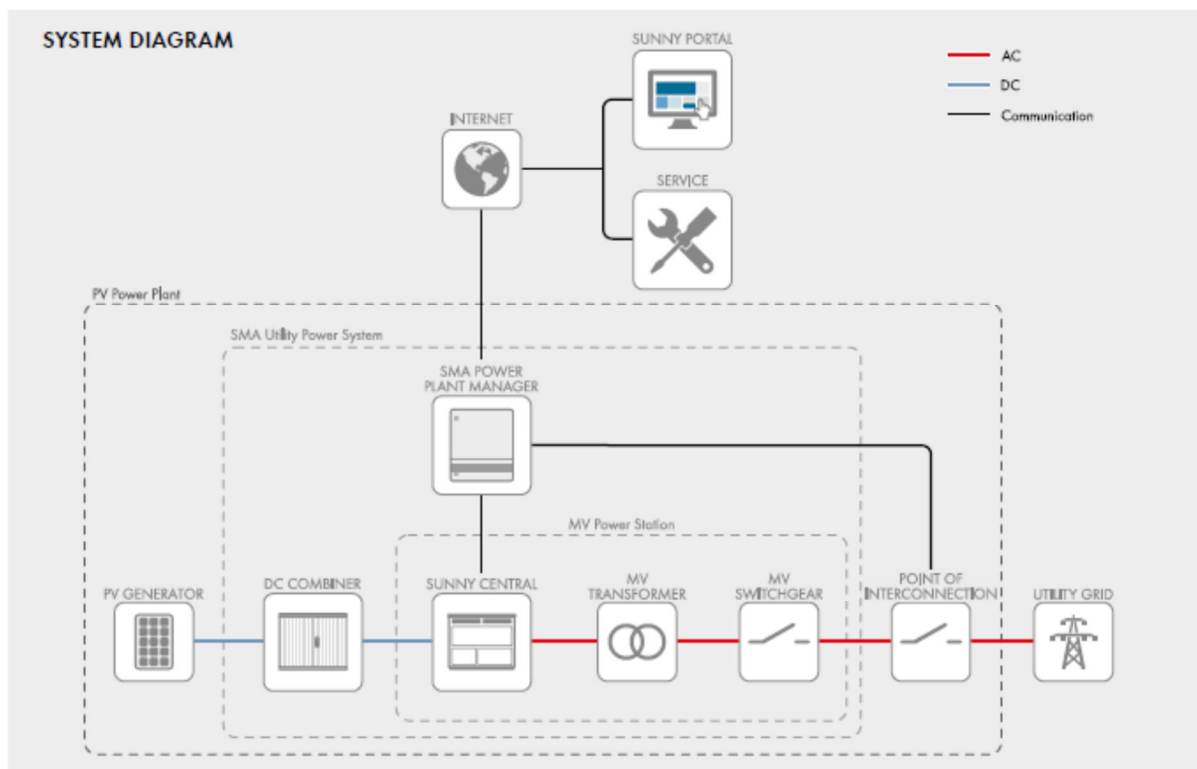 SYSTEM DIAGRAM
SUNNY PORTAL
AC
DC
Communication
INTERNET
SERVICE
PV Power Plant
SMA Utility Power System
SMA POWER
PLANT MANAGER
MV Power Station
PV GENERATOR
DC COMBINER
SUNNY CENTRAL
MV
TRANSFORMER
MV
SWITCHGEAR
POINT OF
INTERCONNECTION
UTILITY GRID